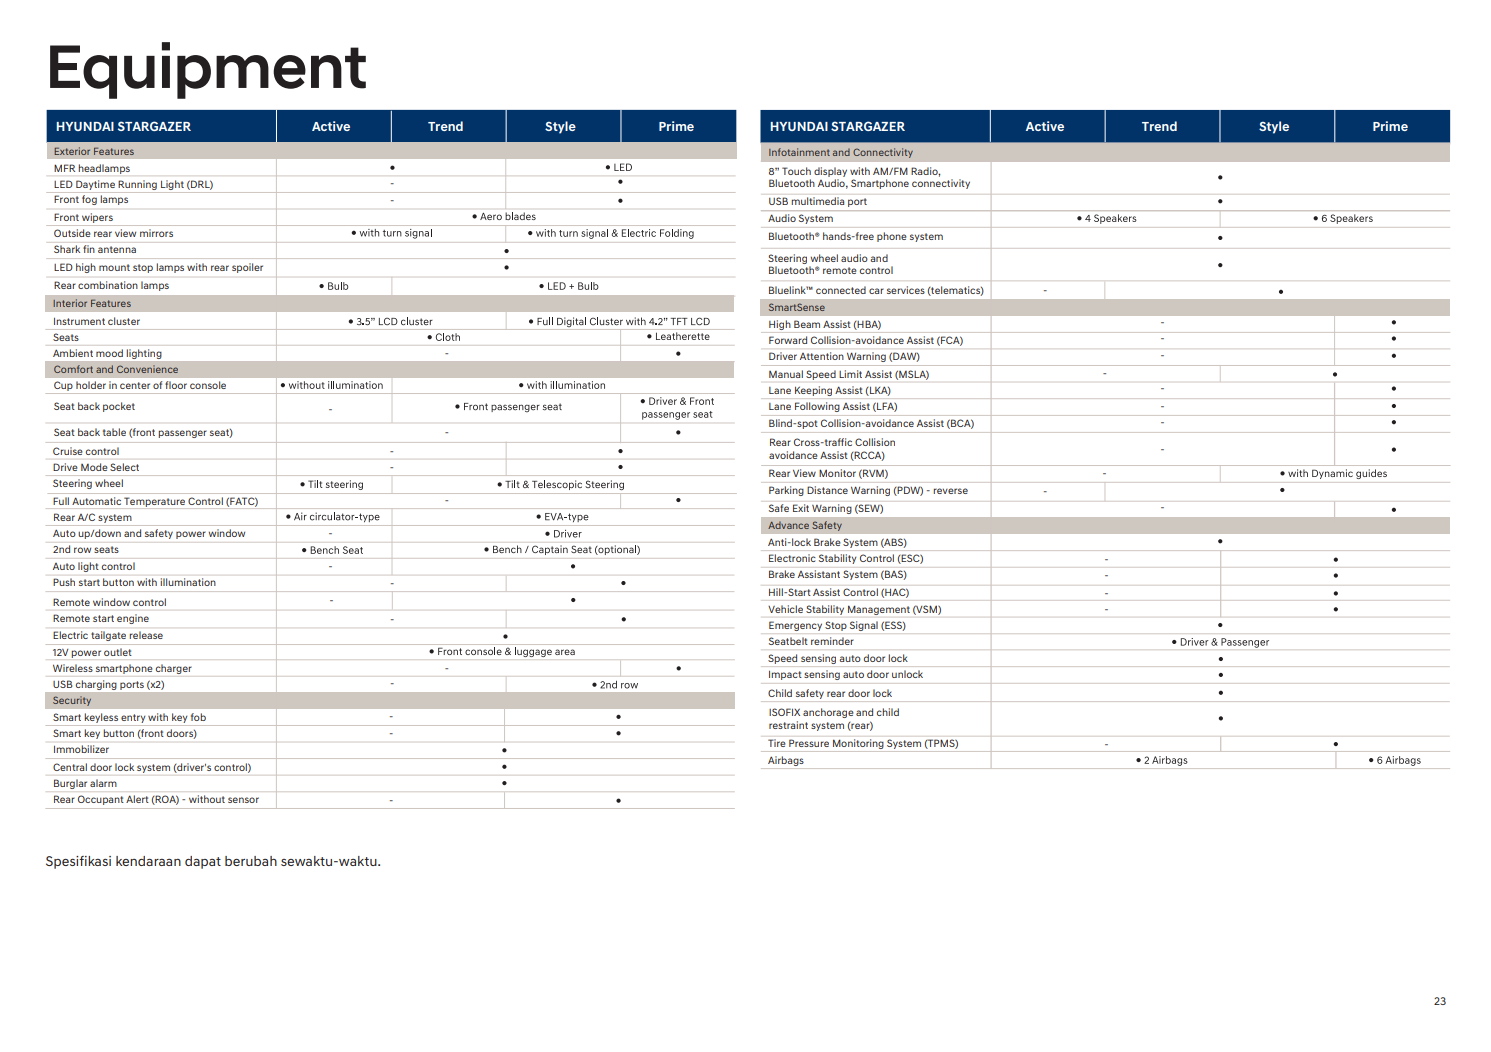 Equipment
HYUNDAI STARGAZER Active Trend Style Prime
Exterior Features
MFR headlamps • • LED
LED Daytime Running Light (DRL) - •
Front fog lamps - •
Front wipers • Aero blades
Outside rear view mirrors • with turn signal • with turn signal & Electric Folding
Shark fin antenna •
LED high mount stop lamps with rear spoiler •
Rear combination lamps • Bulb • LED + Bulb
Interior Features
Instrument cluster • 3.5” LCD cluster • Full Digital Cluster with 4.2” TFT LCD
Seats • Cloth • Leatherette
Ambient mood lighting - •
Comfort and Convenience
Cup holder in center of floor console • without illumination • with illumination
Seat back pocket - • Front passenger seat • Driver & Front
passenger seat
Seat back table (front passenger seat) - •
Cruise control - •
Drive Mode Select - •
Steering wheel • Tilt steering • Tilt & Telescopic Steering
Full Automatic Temperature Control (FATC) - •
Rear A/C system • Air circulator-type • EVA-type
Auto up/down and safety power window - • Driver
2nd row seats • Bench Seat • Bench / Captain Seat (optional)
Auto light control - •
Push start button with illumination - •
Remote window control - •
Remote start engine - •
Electric tailgate release •
12V power outlet • Front console & luggage area
Wireless smartphone charger - •
USB charging ports (x2) - • 2nd row
Security
Smart keyless entry with key fob - •
Smart key button (front doors) - •
Immobilizer •
Central door lock system (driver's control) •
Burglar alarm •
Rear Occupant Alert (ROA) - without sensor - •
HYUNDAI STARGAZER Active Trend Style Prime
Infotainment and Connectivity
8” Touch display with AM/FM Radio,
Bluetooth Audio, Smartphone connectivity •
USB multimedia port •
Audio System • 4 Speakers • 6 Speakers
Bluetooth® hands-free phone system •
Steering wheel audio and
Bluetooth® remote control •
Bluelink™ connected car services (telematics) - •
SmartSense
High Beam Assist (HBA) - •
Forward Collision-avoidance Assist (FCA) - •
Driver Attention Warning (DAW) - •
Manual Speed Limit Assist (MSLA) - •
Lane Keeping Assist (LKA) - •
Lane Following Assist (LFA) - •
Blind-spot Collision-avoidance Assist (BCA) - •
Rear Cross-traffic Collision
avoidance Assist (RCCA) - •
Rear View Monitor (RVM) - • with Dynamic guides
Parking Distance Warning (PDW) - reverse - •
Safe Exit Warning (SEW) - •
Advance Safety
Anti-lock Brake System (ABS) •
Electronic Stability Control (ESC) - •
Brake Assistant System (BAS) - •
Hill-Start Assist Control (HAC) - •
Vehicle Stability Management (VSM) - •
Emergency Stop Signal (ESS) •
Seatbelt reminder • Driver & Passenger
Speed sensing auto door lock •
Impact sensing auto door unlock •
Child safety rear door lock •
ISOFIX anchorage and child
restraint system (rear) •
Tire Pressure Monitoring System (TPMS) - •
Airbags • 2 Airbags • 6 Airbags
Spesifikasi kendaraan dapat berubah sewaktu-waktu.
23